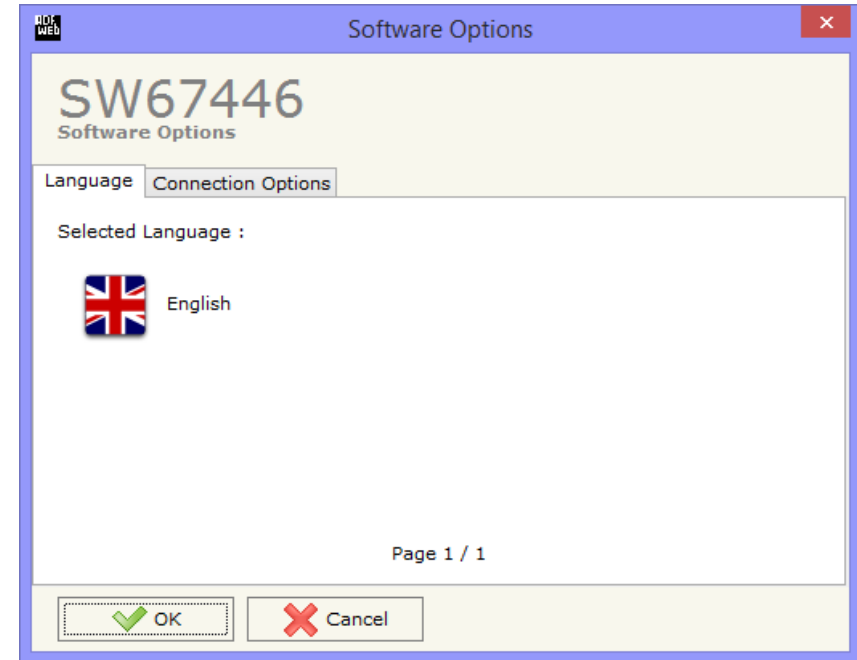 ADF
WEB
Software Options
SW67446
Software Options
Language
Connection Options
Selected Language :
English
Page 1 / 1
OK
Cancel